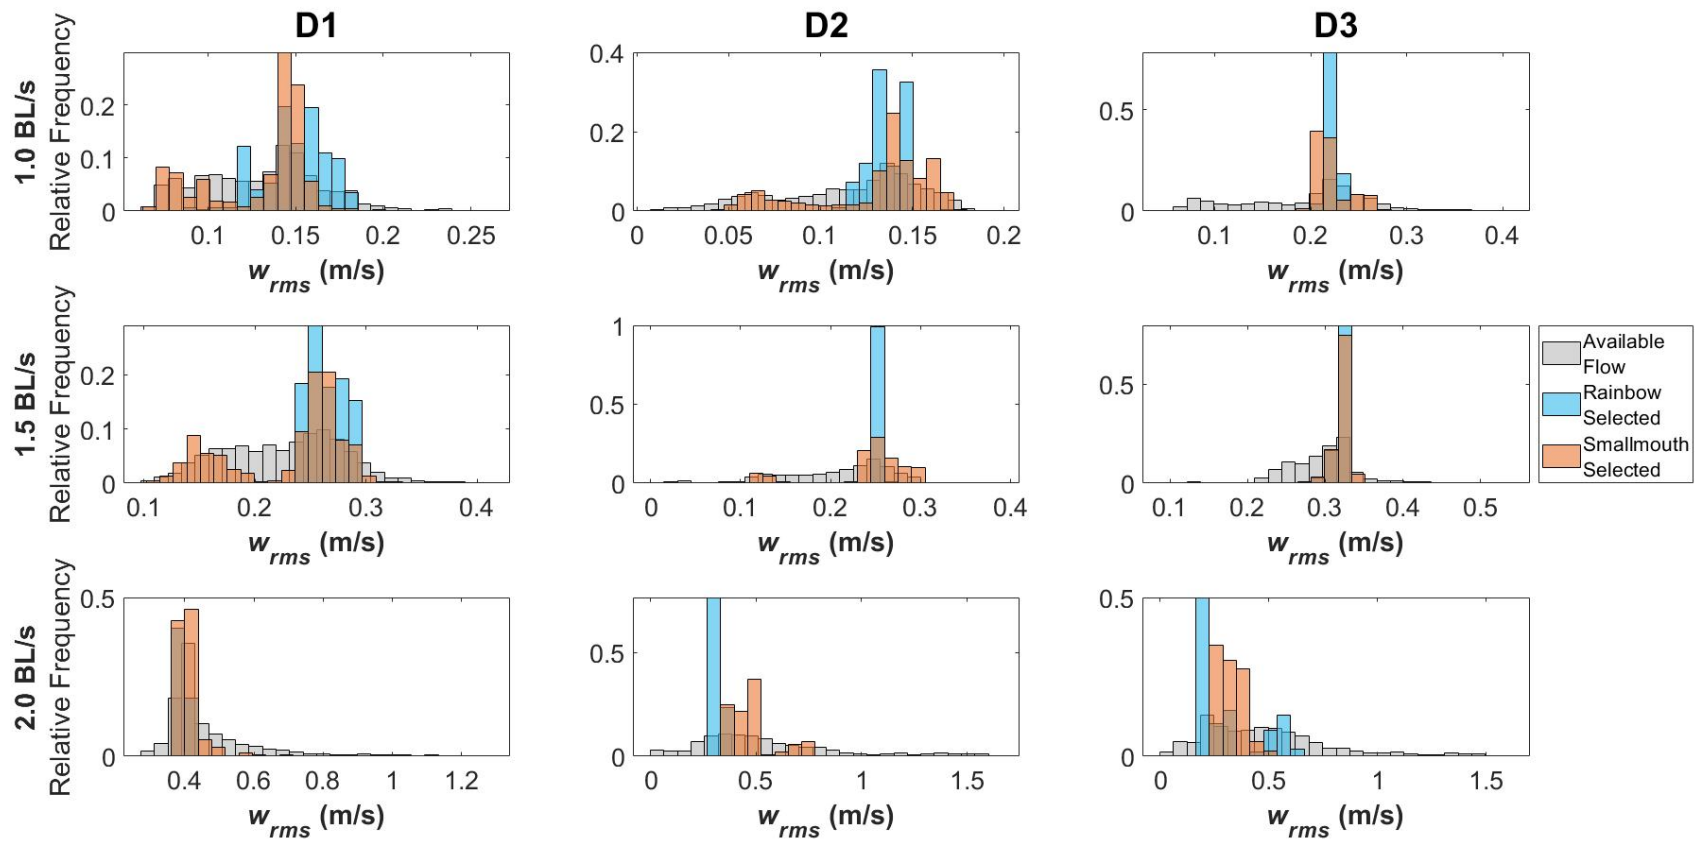 D1 D2 D3
1.0 BL/s
Relative Frequency
0.2
0.1
0
0.1 0.15 0.2 0.25
w_rms (m/s)
0.4
0.2
0
0 0.05 0.1 0.15 0.2
w_rms (m/s)
0.5
0
0.1 0.2 0.3 0.4
w_rms (m/s)
1.5 BL/s
Relative Frequency
0.2
0.1
0
0.1 0.2 0.3 0.4
w_rms (m/s)
1
0.5
0
0 0.1 0.2 0.3 0.4
w_rms (m/s)
0.5
0
0.1 0.2 0.3 0.4 0.5
w_rms (m/s)
Available
Flow
Rainbow
Selected
Smallmouth
Selected
2.0 BL/s
Relative Frequency
0.5
0
0.4 0.6 0.8 1 1.2
w_rms (m/s)
0.5
0
0 0.5 1 1.5
w_rms (m/s)
0.5
0
0 0.5 1 1.5
w_rms (m/s)